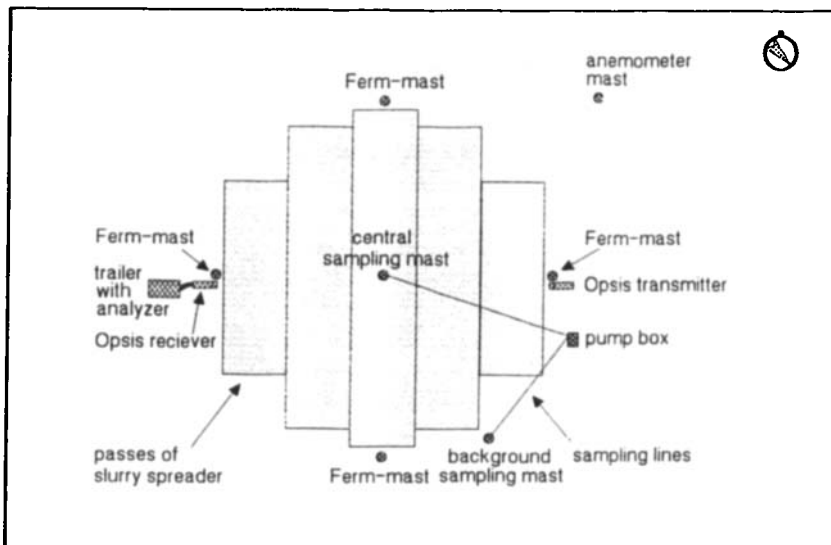 anemometer
mast
Ferm-mast
Ferm-mast
central
sampling mast
Ferm-mast
trailer
with
analyzer
Opsis transmitter
Opsis reciever
pump box
passes of
slurry spreader
Ferm-mast
background
sampling mast
sampling lines